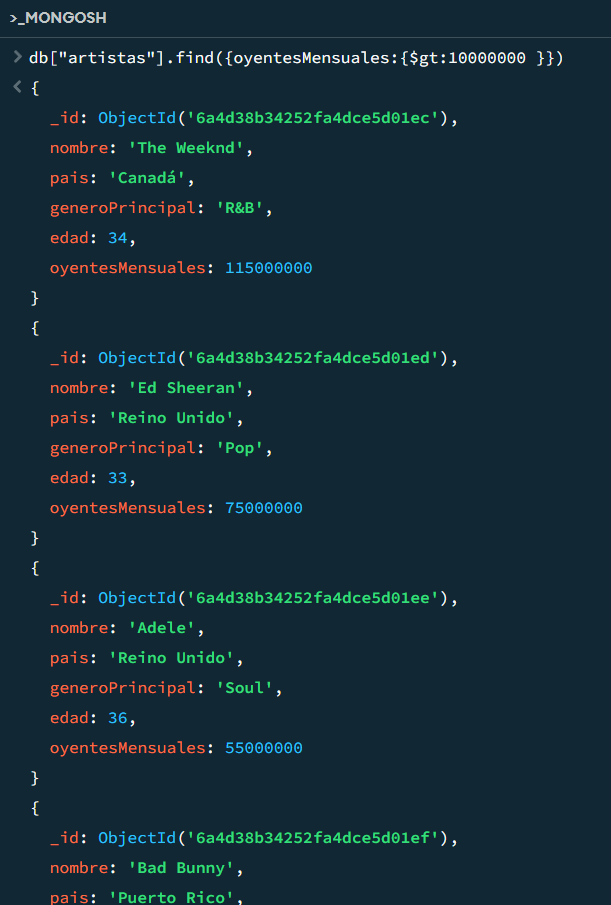 >_MONGOSH
> db["artistas"].find({oyentesMensuales:{$gt:10000000 }})
< {
_id: ObjectId('6a4d38b34252fa4dce5d01ec'),
nombre: 'The Weeknd',
pais: 'Canadá',
generoPrincipal: 'R&B',
edad: 34,
oyentesMensuales: 115000000
}
{
_id: ObjectId('6a4d38b34252fa4dce5d01ed'),
nombre: 'Ed Sheeran',
pais: 'Reino Unido',
generoPrincipal: 'Pop',
edad: 33,
oyentesMensuales: 75000000
}
{
_id: ObjectId('6a4d38b34252fa4dce5d01ee'),
nombre: 'Adele',
pais: 'Reino Unido',
generoPrincipal: 'Soul',
edad: 36,
oyentesMensuales: 55000000
}
{
_id: ObjectId('6a4d38b34252fa4dce5d01ef'),
nombre: 'Bad Bunny',
pais: 'Puerto Rico',